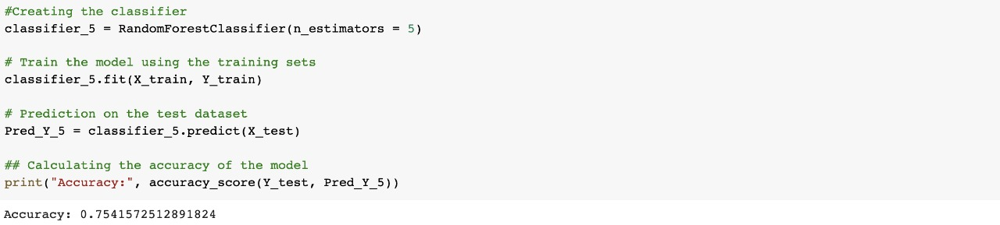 #Creating the classifier
classifier_5 = RandomForestClassifier(n_estimators = 5)
# Train the model using the training sets
classifier_5.fit(X_train, Y_train)
# Prediction on the test dataset
Pred_Y_5 = classifier_5.predict(X_test)
## Calculating the accuracy of the model
print("Accuracy:", accuracy_score(Y_test, Pred_Y_5))
Accuracy: 0.7541572512891824